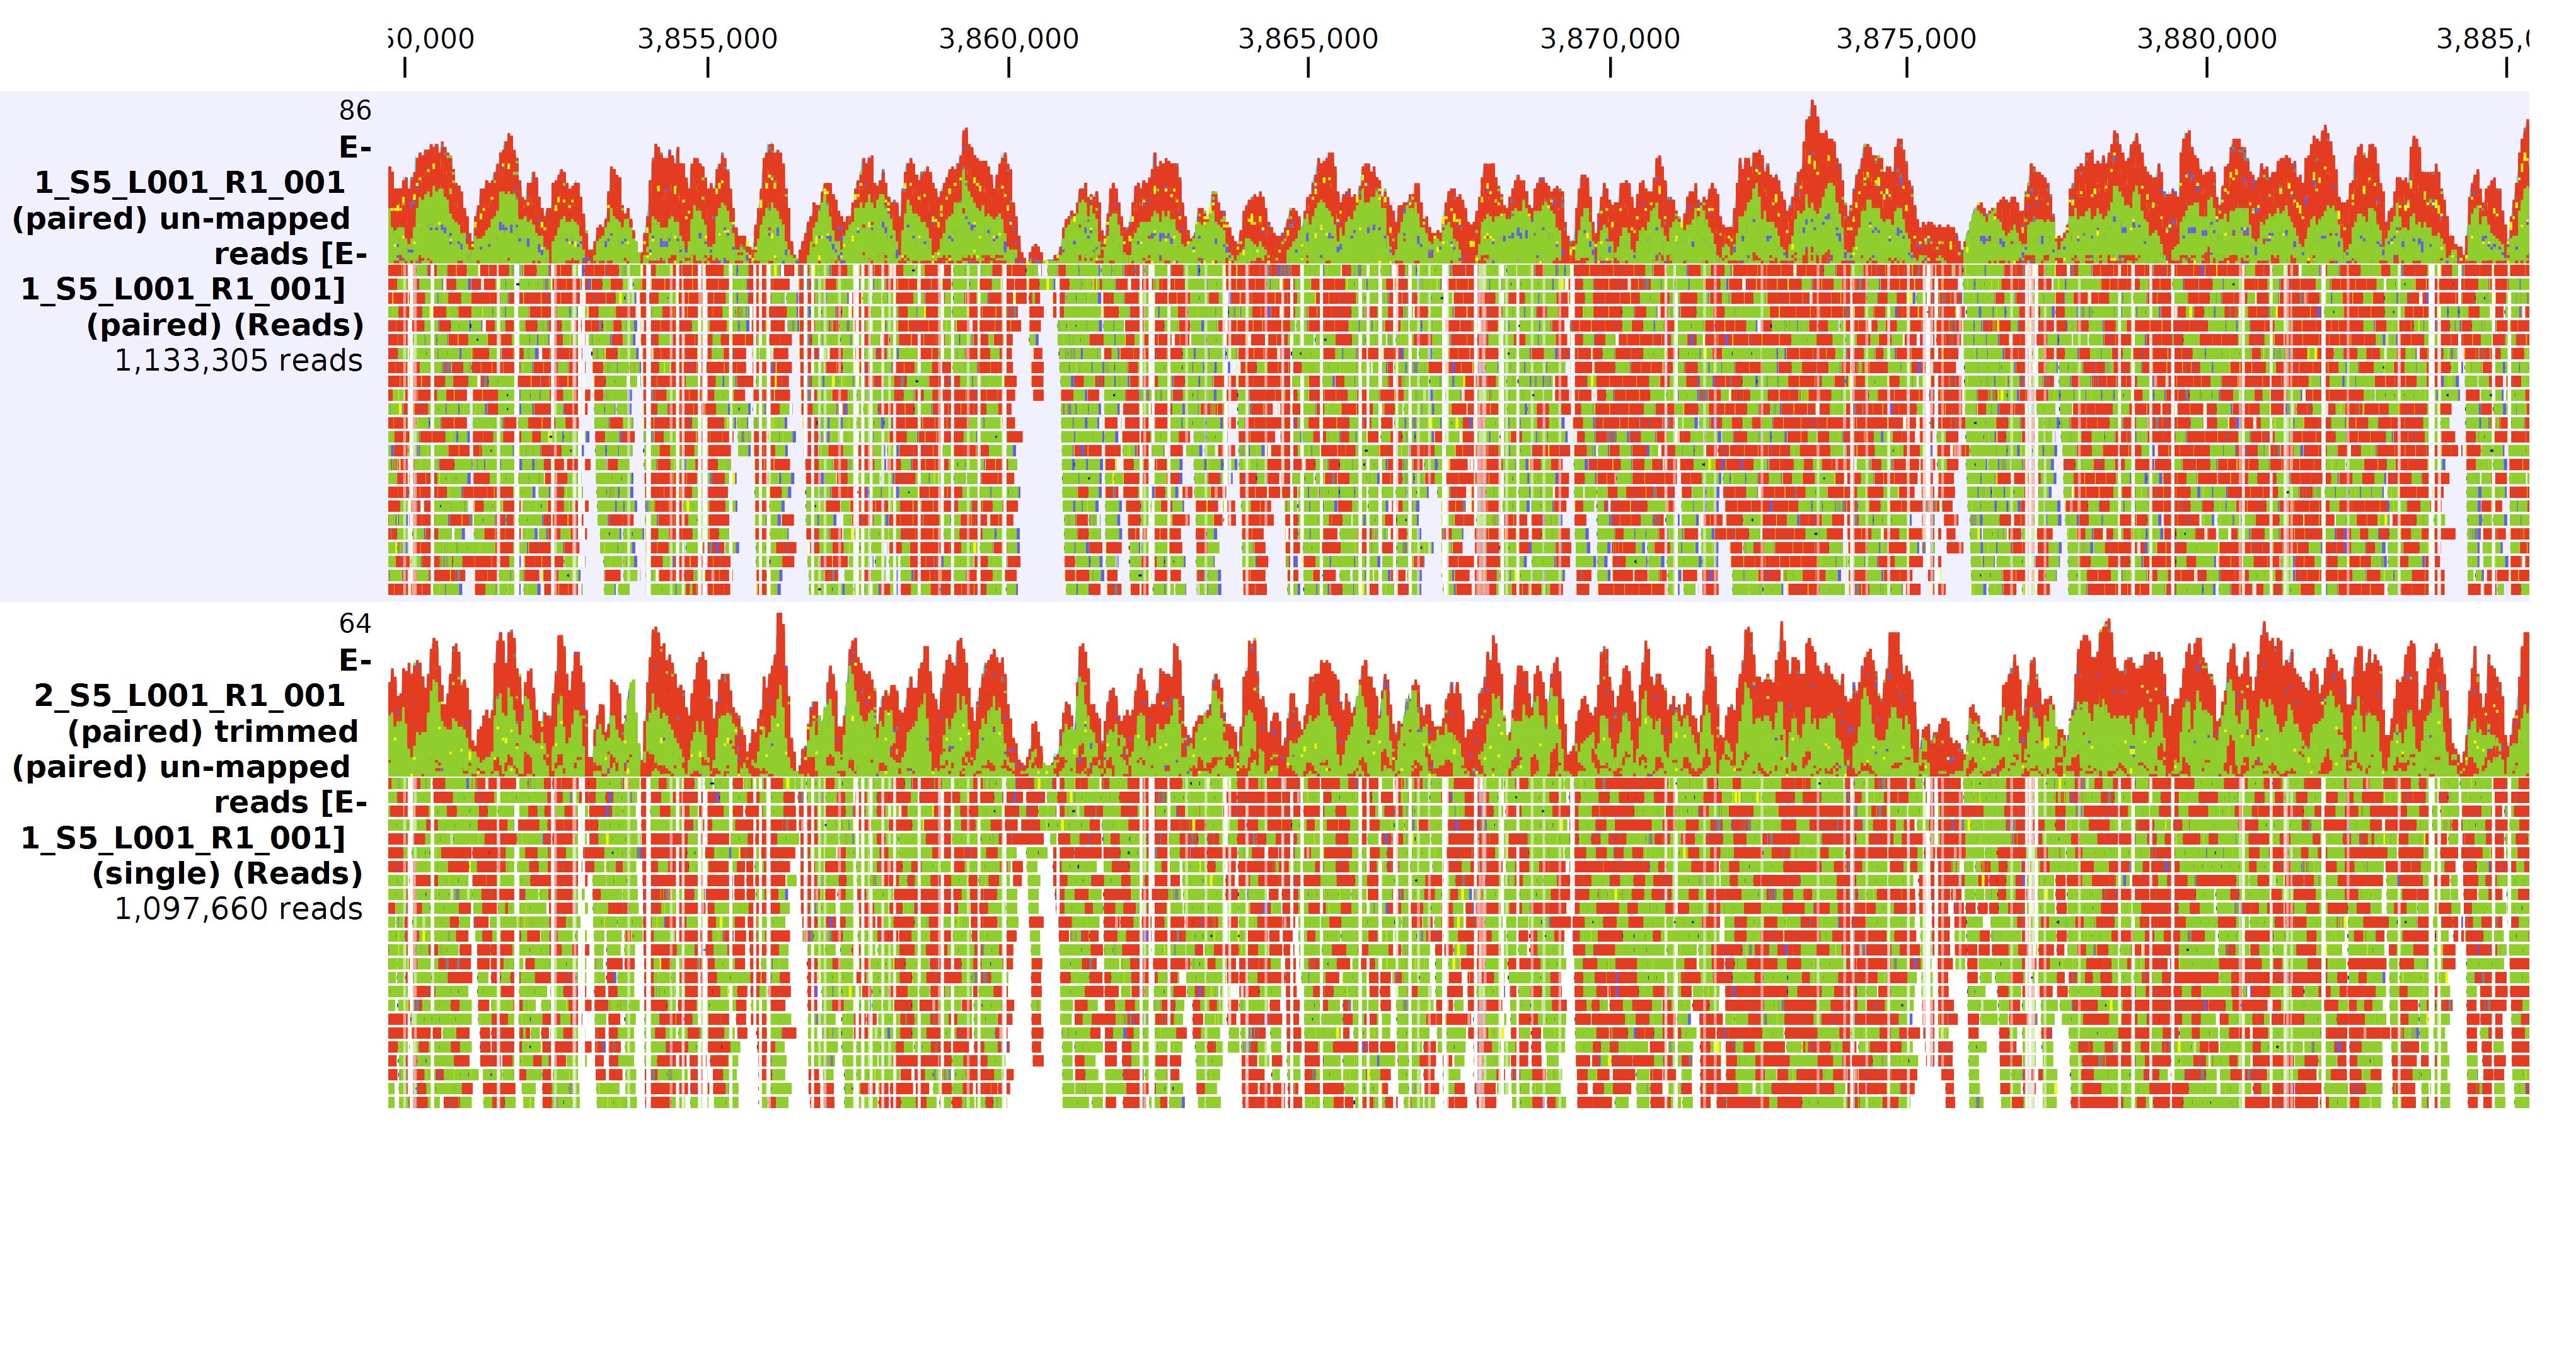 50,000 3,855,000 3,860,000 3,865,000 3,870,000 3,875,000 3,880,000 3,885,0
86
E-
1_S5_L001_R1_001
(paired) un-mapped
reads [E-
1_S5_L001_R1_001]
(paired) (Reads)
1,133,305 reads
64
E-
2_S5_L001_R1_001
(paired) trimmed
(paired) un-mapped
reads [E-
1_S5_L001_R1_001]
(single) (Reads)
1,097,660 reads